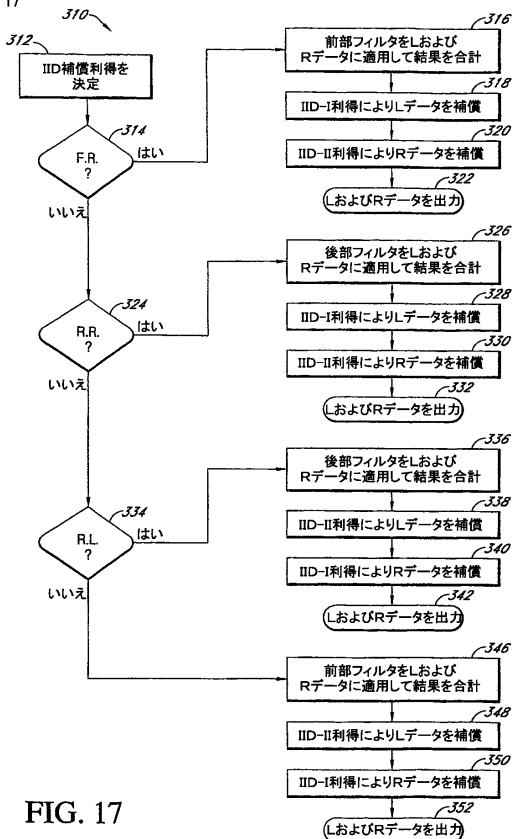 17
310
312
IID補償利得を
決定
314
F.R.
?
はい
いいえ
316
前部フィルタをLおよび
Rデータに適用して結果を合計
318
IID-I利得によりLデータを補償
320
IID-II利得によりRデータを補償
322
LおよびRデータを出力
324
R.R.
?
はい
いいえ
326
後部フィルタをLおよび
Rデータに適用して結果を合計
328
IID-I利得によりLデータを補償
330
IID-II利得によりRデータを補償
332
LおよびRデータを出力
334
R.L.
?
はい
いいえ
336
後部フィルタをLおよび
Rデータに適用して結果を合計
338
IID-II利得によりLデータを補償
340
IID-I利得によりRデータを補償
342
LおよびRデータを出力
346
前部フィルタをLおよび
Rデータに適用して結果を合計
348
IID-II利得によりLデータを補償
350
IID-I利得によりRデータを補償
352
LおよびRデータを出力
FIG. 17